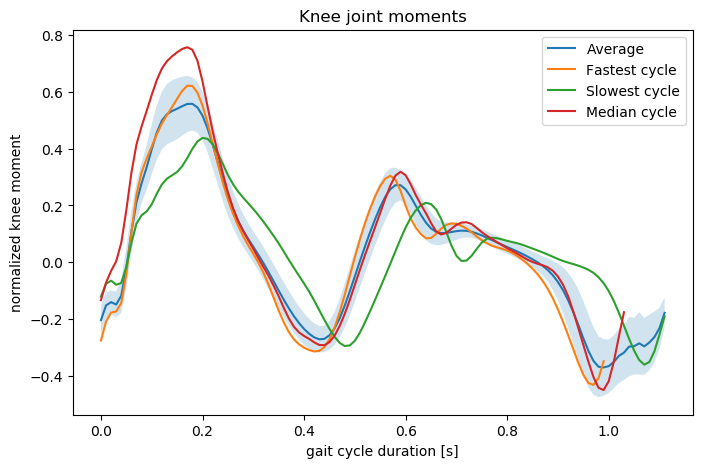 Knee joint moments
Average
Fastest cycle
Slowest cycle
Median cycle
normalized knee moment
0.8
0.6
0.4
0.2
0.0
−0.2
−0.4
0.0 0.2 0.4 0.6 0.8 1.0
gait cycle duration [s]